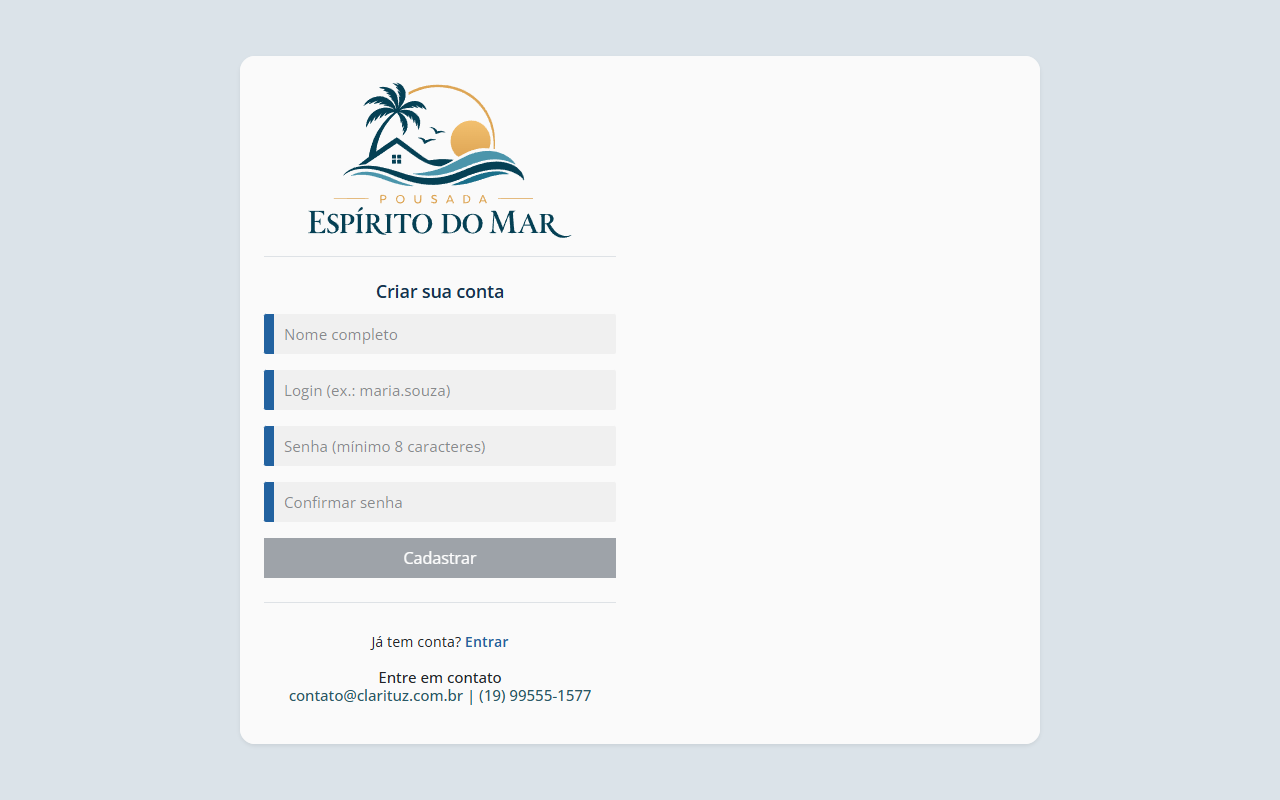 POUSADA
ESPÍRITO DO MAR
Criar sua conta
Nome completo
Login (ex.: maria.souza)
Senha (mínimo 8 caracteres)
Confirmar senha
Cadastrar
Já tem conta? Entrar
Entre em contato
contato@clarituz.com.br | (19) 99555-1577